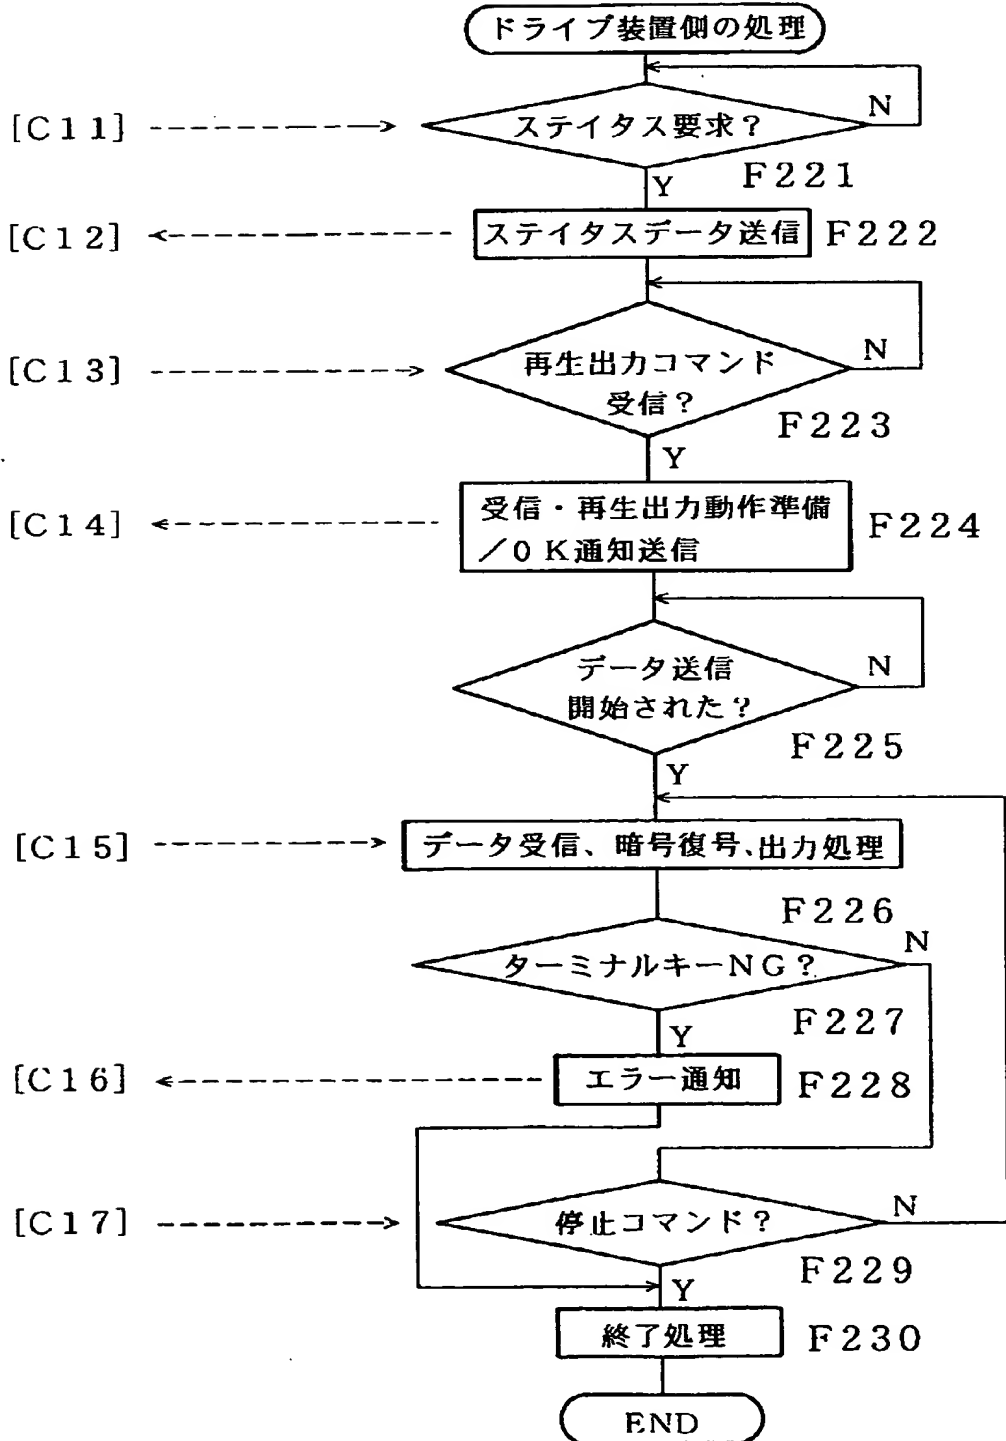 ドライブ装置側の処理
N
[C11]
ステイタス要求?
F221
Y
[C12]
ステイタスデータ送信
F222
[C13]
再生出力コマンド
受信?
N
F223
Y
[C14]
受信・再生出力動作準備
/OK通知送信
F224
データ送信
開始された?
N
F225
Y
[C15]
データ受信、暗号復号、出力処理
F226
N
ターミナルキーNG?
F227
Y
[C16]
エラー通知
F228
[C17]
停止コマンド?
N
F229
Y
終了処理
F230
END